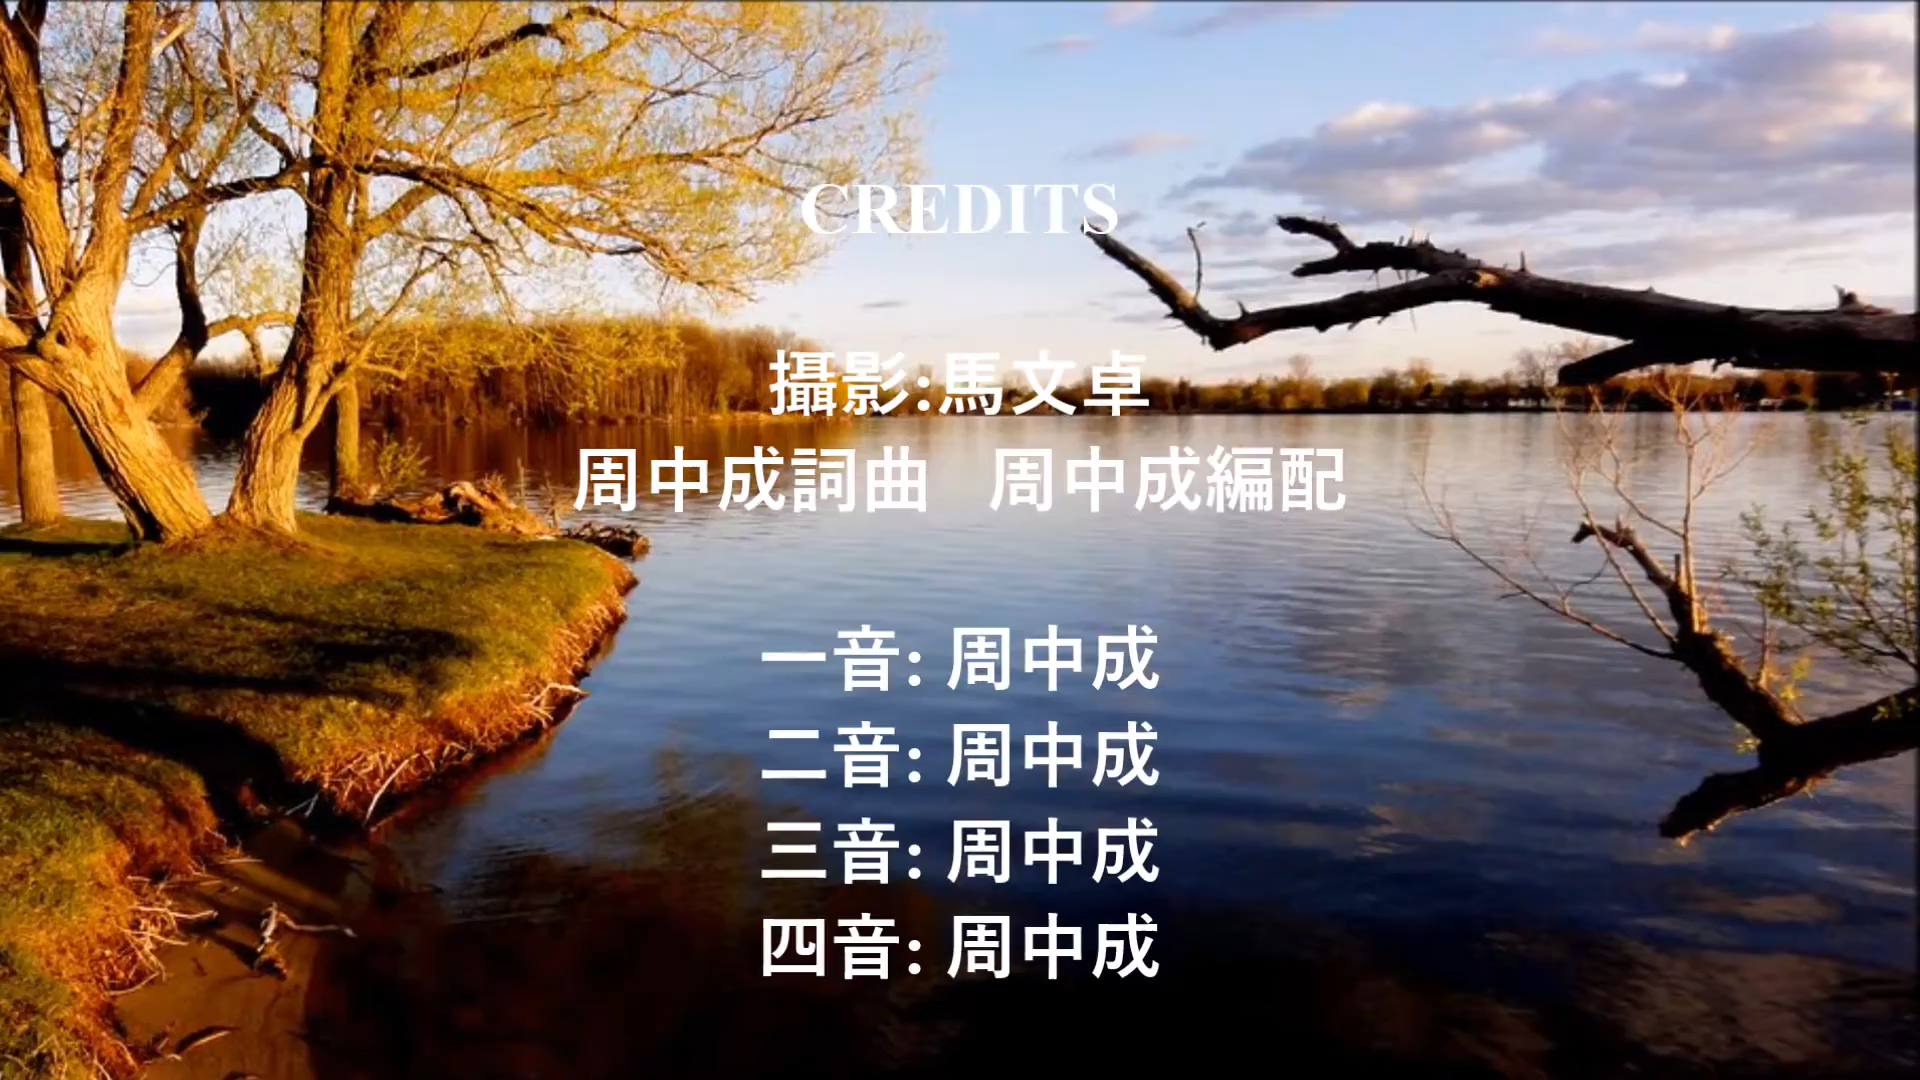 CREDITS
攝影:馬文卓
周中成詞曲 周中成編配
一音: 周中成
二音: 周中成
三音: 周中成
四音: 周中成